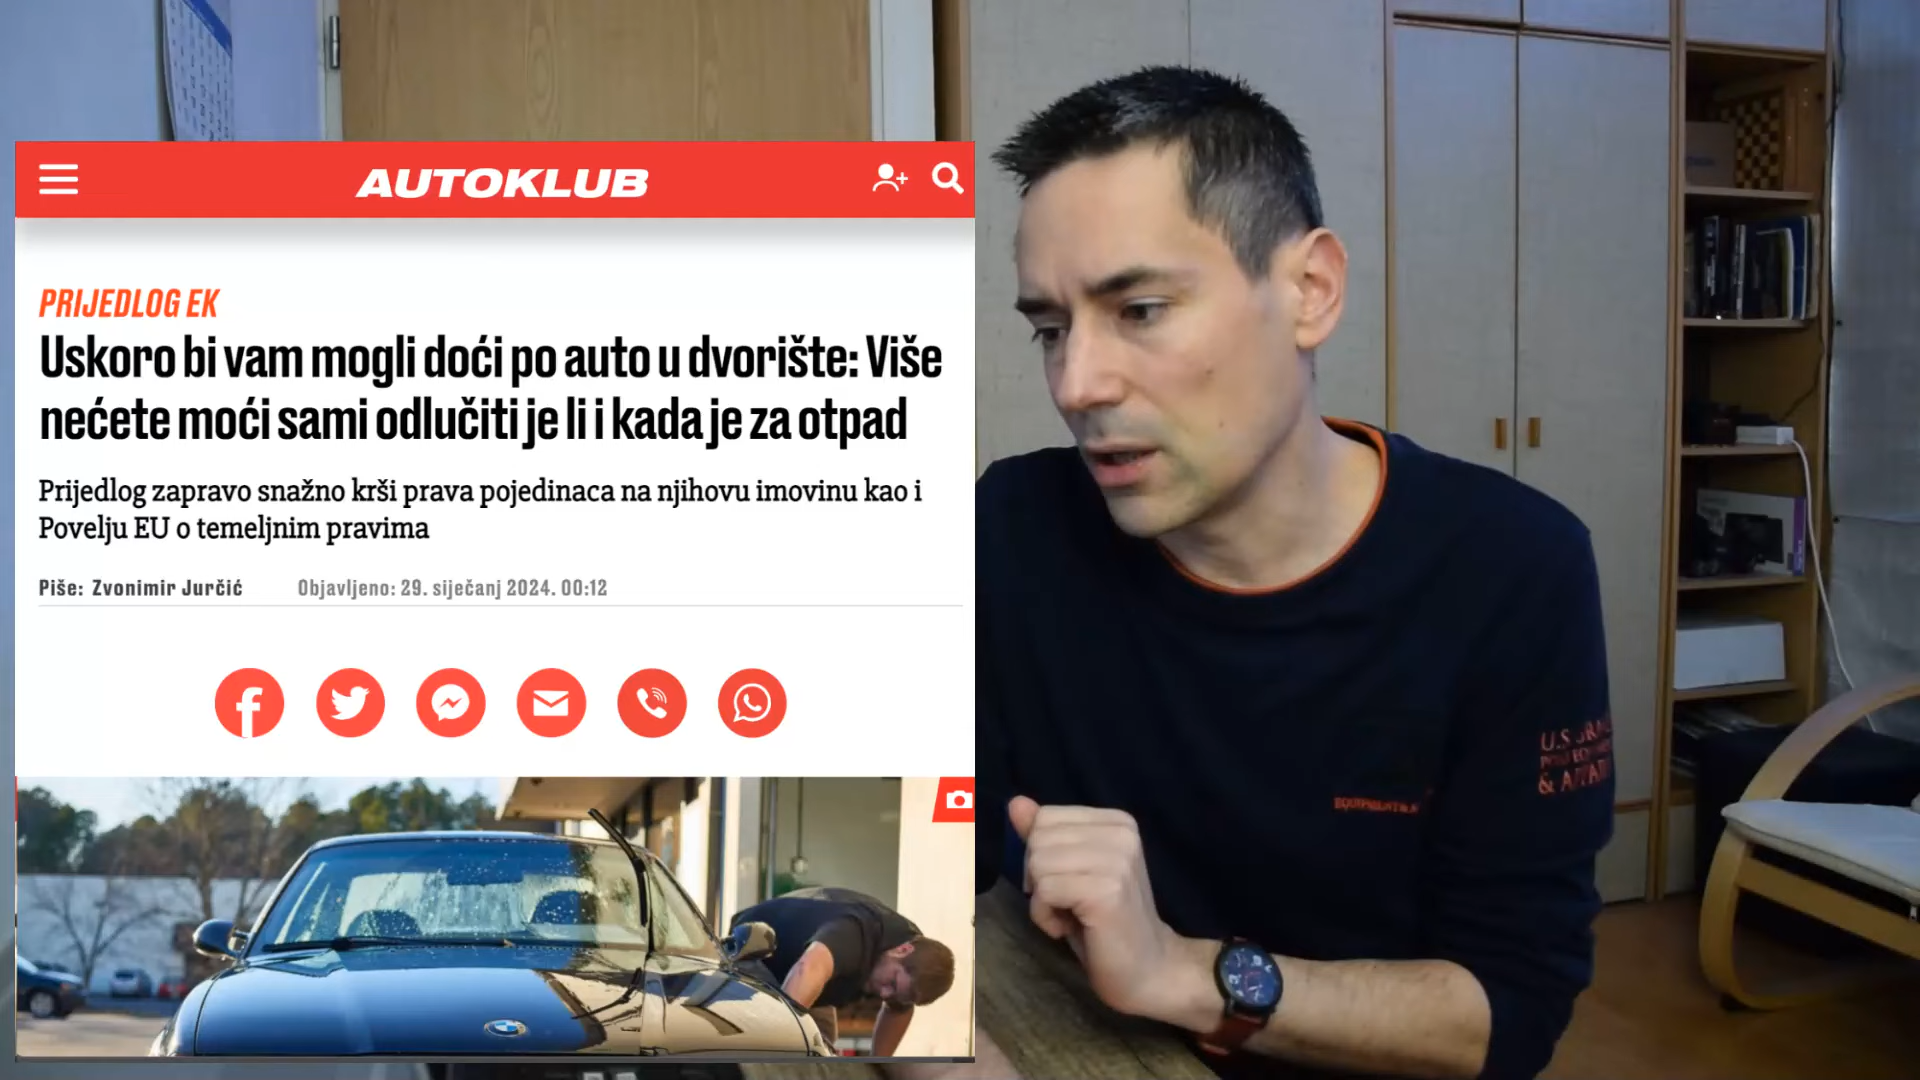 AUTOKLUB
PRIJEDLOG EK
Uskoro bi vam mogli doći po auto u dvorište: Više
nećete moći sami odlučiti je li i kada je za otpad
Prijedlog zapravo snažno krši prava pojedinaca na njihovu imovinu kao i
Povelju EU o temeljnim pravima
Piše: Zvonimir Jurčić Objavljeno: 29. siječanj 2024. 00:12
U.S
&